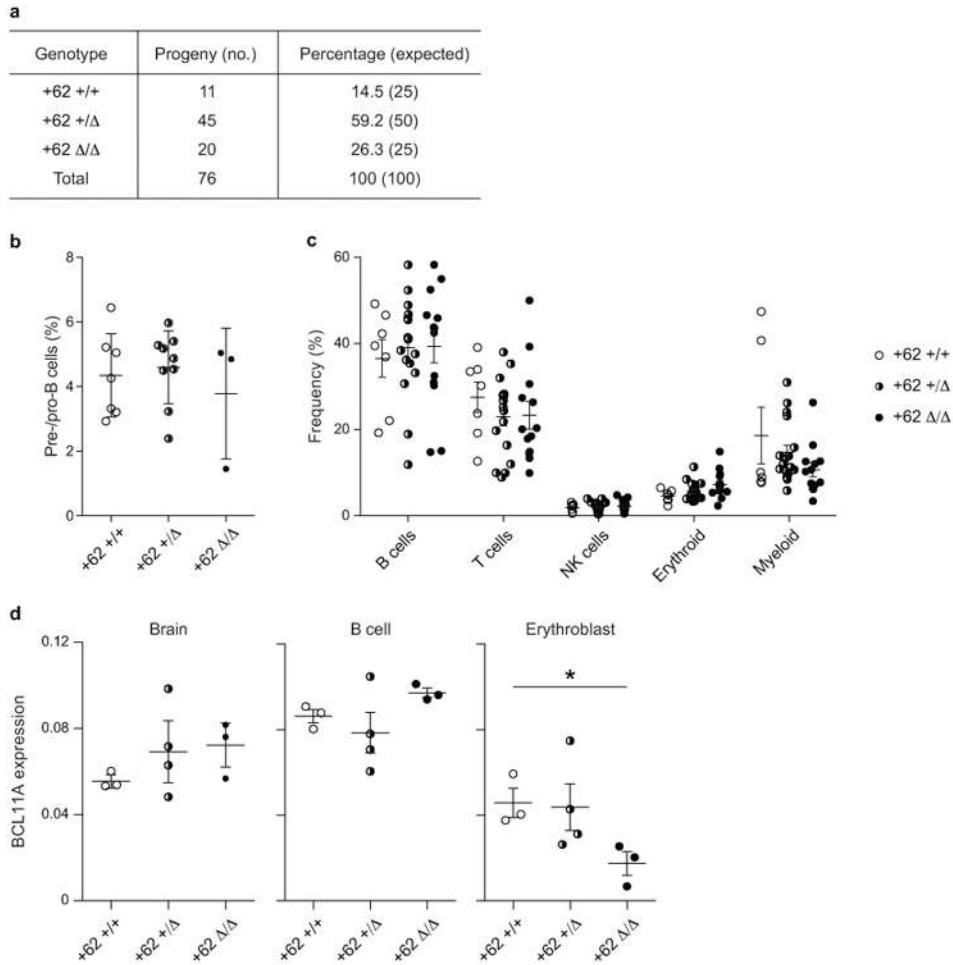 a
Genotype Progeny (no.) Percentage (expected)
+62 +/+ 11 14.5 (25)
+62 +/Δ 45 59.2 (50)
+62 Δ/Δ 20 26.3 (25)
Total 76 100 (100)
b
8
6
4
2
0
Pre-/pro-B cells (%)
+62 +/+
+62 +/Δ
+62 Δ/Δ
c
60
40
20
0
Frequency (%)
B cells
T cells
NK cells
Erythroid
Myeloid
+62 +/+
+62 +/Δ
+62 Δ/Δ
d
Brain
B cell
Erythroblast
0.12
0.08
0.04
0
BCL11A expression
*
+62 +/+
+62 +/Δ
+62 Δ/Δ
+62 +/+
+62 +/Δ
+62 Δ/Δ
+62 +/+
+62 +/Δ
+62 Δ/Δ